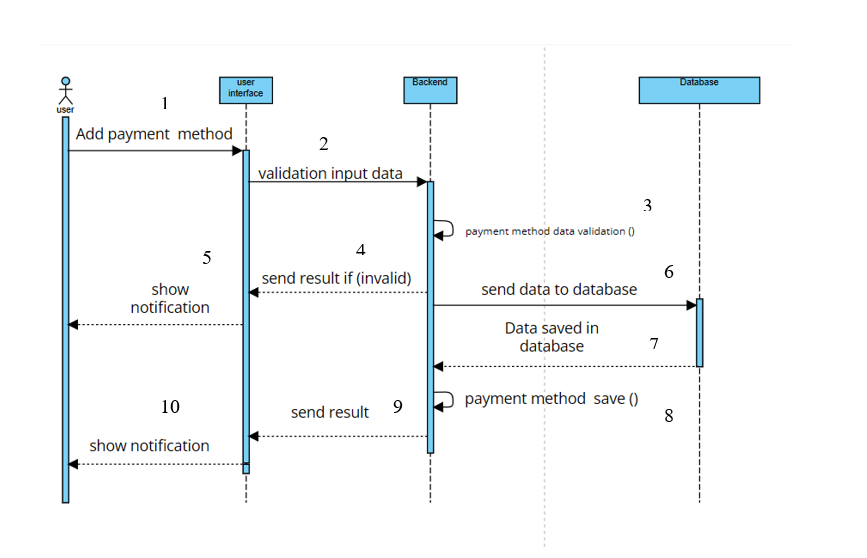 user
interface
Backend
Database
user
1
Add payment method
2
validation input data
3
payment method data validation ()
5
4
send result if (invalid)
6
show
notification
send data to database
Data saved in
database
7
10
9
send result
payment method save ()
8
show notification